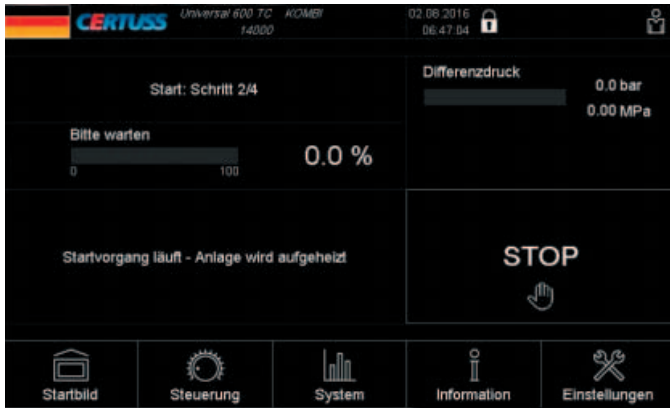 CERTUSS
Universal 600 TC KOMBI
14000
02.08.2016
06:47:04
Start: Schritt 2/4
Differenzdruck
0.0 bar
0.00 MPa
Bitte warten
0.0 %
0 100
Startvorgang läuft - Anlage wird aufgeheizt
STOP
Startbild
Steuerung
System
Information
Einstellungen